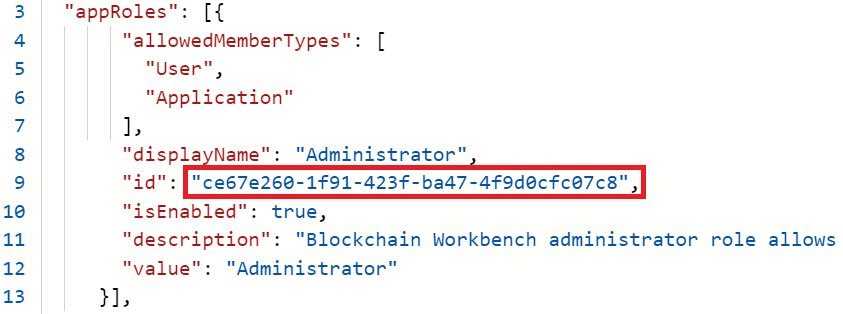 3 "appRoles": [{
4 "allowedMemberTypes": [
5 "User",
6 "Application"
7 ],
8 "displayName": "Administrator",
9 "id": "ce67e260-1f91-423f-ba47-4f9d0cfc07c8",
10 "isEnabled": true,
11 "description": "Blockchain Workbench administrator role allows
12 "value": "Administrator"
13 }],